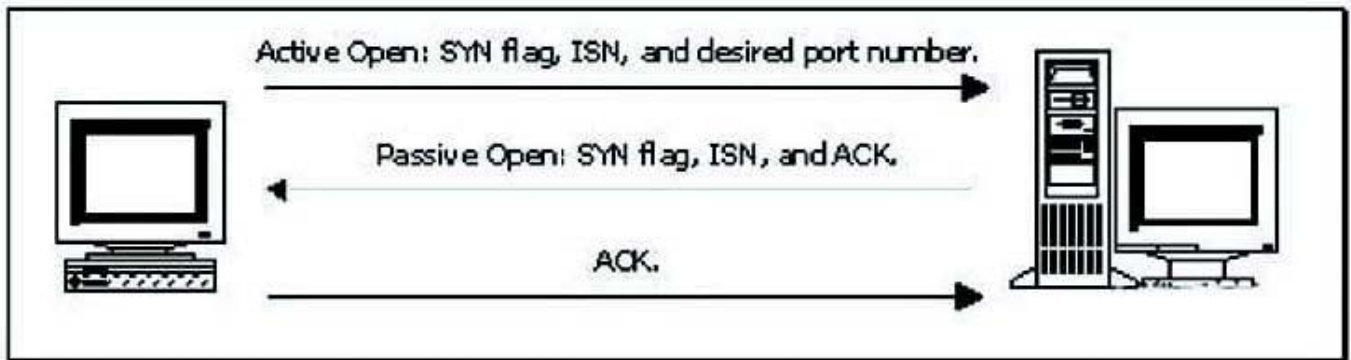 Active Open: SYN flag, ISN, and desired port number.
Passive Open: SYN flag, ISN, and ACK.
ACK.